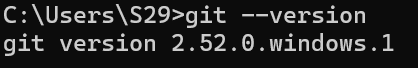 C:\Users\S29>git --version
git version 2.52.0.windows.1